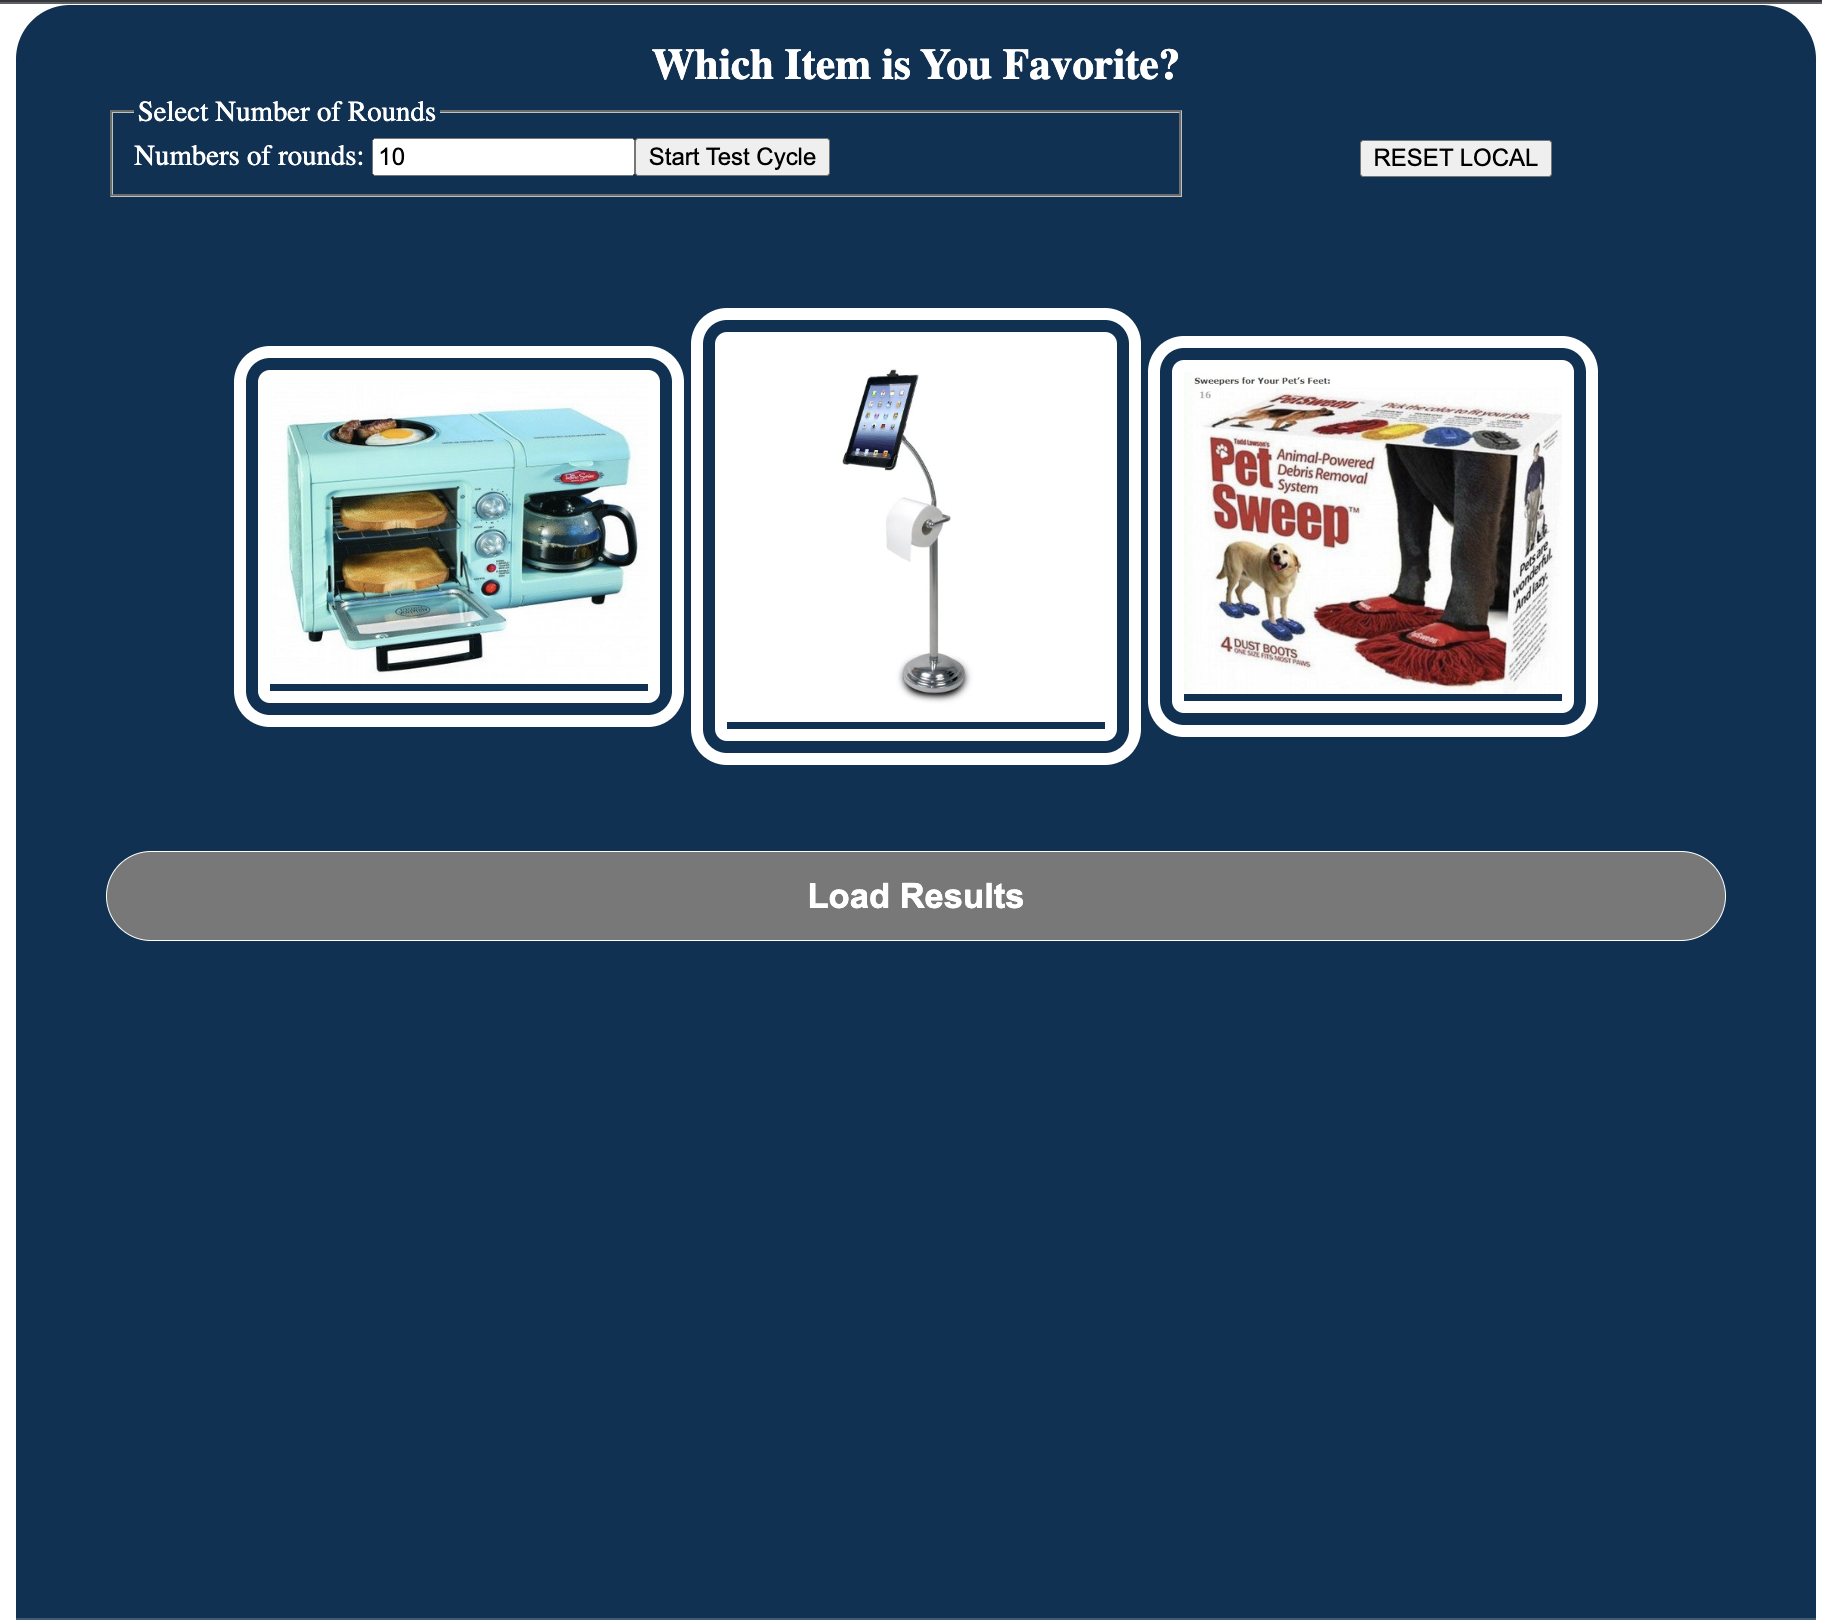 Which Item is You Favorite?
Select Number of Rounds
Numbers of rounds: 10 Start Test Cycle
RESET LOCAL
Sweepers for Your Pet's Feet:
16
PetSweep
Pick the color to fit your job.
Todd Lawson's
Pet
Sweep™
Animal-Powered
Debris Removal
System
Pets are
wonderful.
And lazy.
4 DUST BOOTS
ONE SIZE FITS MOST PAWS
Load Results